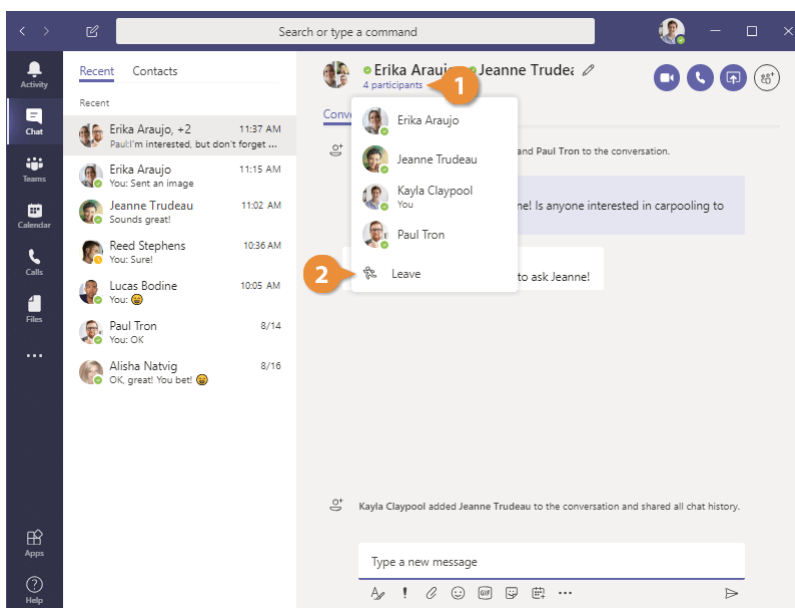 Search or type a command
Activity
Chat
Teams
Calendar
Calls
Files
Apps
Help
Recent Contacts
Recent
Erika Araujo, +2 11:37 AM
Paul: I'm interested, but don't forget ...
Erika Araujo 11:15 AM
You: Sent an image
Jeanne Trudeau 11:02 AM
Sounds great!
Reed Stephens 10:36 AM
You: Sure!
Lucas Bodine 10:05 AM
You:
Paul Tron 8/14
You: OK
Alisha Natvig 8/16
OK, great! You bet!
Erika Araujo Jeanne Trude
4 participants
1
Conv
Erika Araujo
Jeanne Trudeau
Kayla Claypool
You
Paul Tron
2
Leave
and Paul Tron to the conversation.
ne! Is anyone interested in carpooling to
to ask Jeanne!
Kayla Claypool added Jeanne Trudeau to the conversation and shared all chat history.
Type a new message
GIF